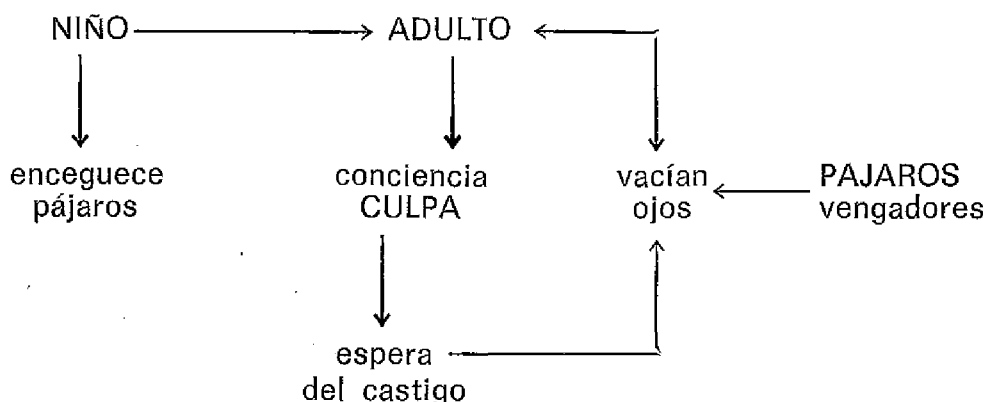 NIÑO
ADULTO
enceguece
pájaros
conciencia
CULPA
vacían
ojos
PAJAROS
vengadores
espera
del castigo